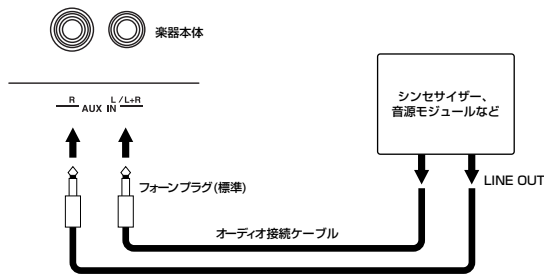 楽器本体
R AUX IN L/L+R
シンセサイザー、
音源モジュールなど
LINE OUT
フォーンプラグ(標準)
オーディオ接続ケーブル